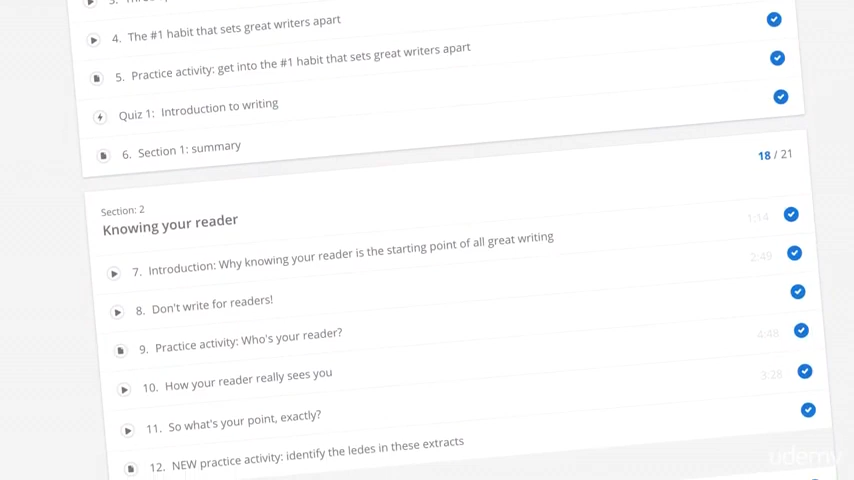 4. The #1 habit that sets great writers apart
5. Practice activity: get into the #1 habit that sets great writers apart
Quiz 1: Introduction to writing
6. Section 1: summary
18 / 21
Section: 2
Knowing your reader
7. Introduction: Why knowing your reader is the starting point of all great writing 1:14
8. Don't write for readers! 2:49
9. Practice activity: Who's your reader?
10. How your reader really sees you 4:48
11. So what's your point, exactly? 3:28
12. NEW practice activity: identify the ledes in these extracts
udemy